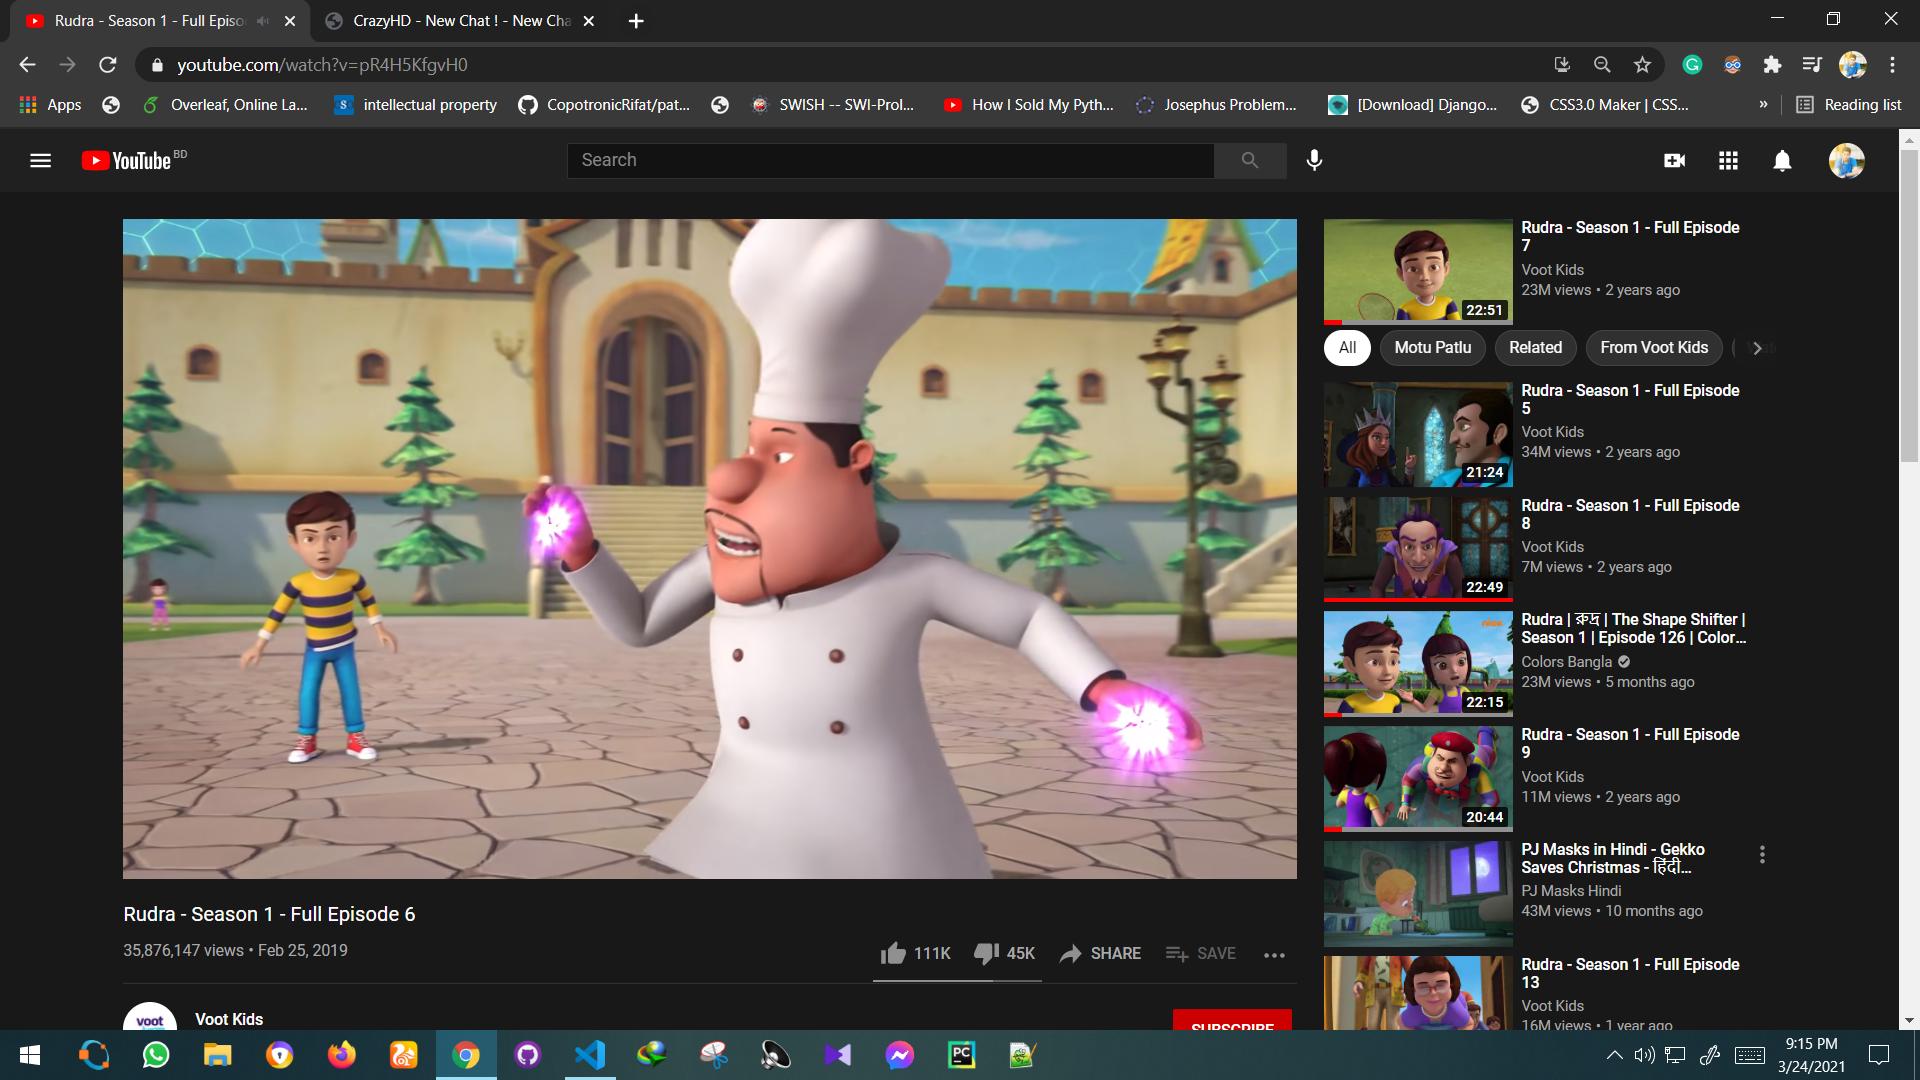 Rudra - Season 1 - Full Episo
CrazyHD - New Chat ! - New Cha
youtube.com/watch?v=pR4H5KfgvH0
Apps
Overleaf, Online La...
intellectual property
CopotronicRifat/pat...
SWISH -- SWI-Prol...
How I Sold My Pyth...
Josephus Problem...
[Download] Django...
CSS3.0 Maker | CSS...
»
Reading list
YouTube BD
Search
Rudra - Season 1 - Full Episode
7
Voot Kids
23M views • 2 years ago
22:51
All
Motu Patlu
Related
From Voot Kids
Rudra - Season 1 - Full Episode
5
Voot Kids
34M views • 2 years ago
21:24
Rudra - Season 1 - Full Episode
8
Voot Kids
7M views • 2 years ago
22:49
Rudra | রুদ্র | The Shape Shifter |
Season 1 | Episode 126 | Color...
Colors Bangla
23M views • 5 months ago
22:15
Rudra - Season 1 - Full Episode
9
Voot Kids
11M views • 2 years ago
20:44
PJ Masks in Hindi - Gekko
Saves Christmas - हिंदी...
PJ Masks Hindi
43M views • 10 months ago
Rudra - Season 1 - Full Episode
13
Voot Kids
16M views • 1 year ago
Rudra - Season 1 - Full Episode 6
35,876,147 views • Feb 25, 2019
111K
45K
SHARE
SAVE
voot
Voot Kids
SUBSCRIBE
PC
9:15 PM
3/24/2021